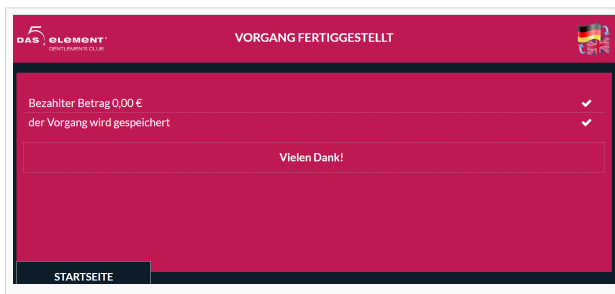 DAS 5 element
GENTLEMEN'S CLUB
VORGANG FERTIGGESTELLT
Bezahlter Betrag 0,00 €
der Vorgang wird gespeichert
Vielen Dank!
STARTSEITE